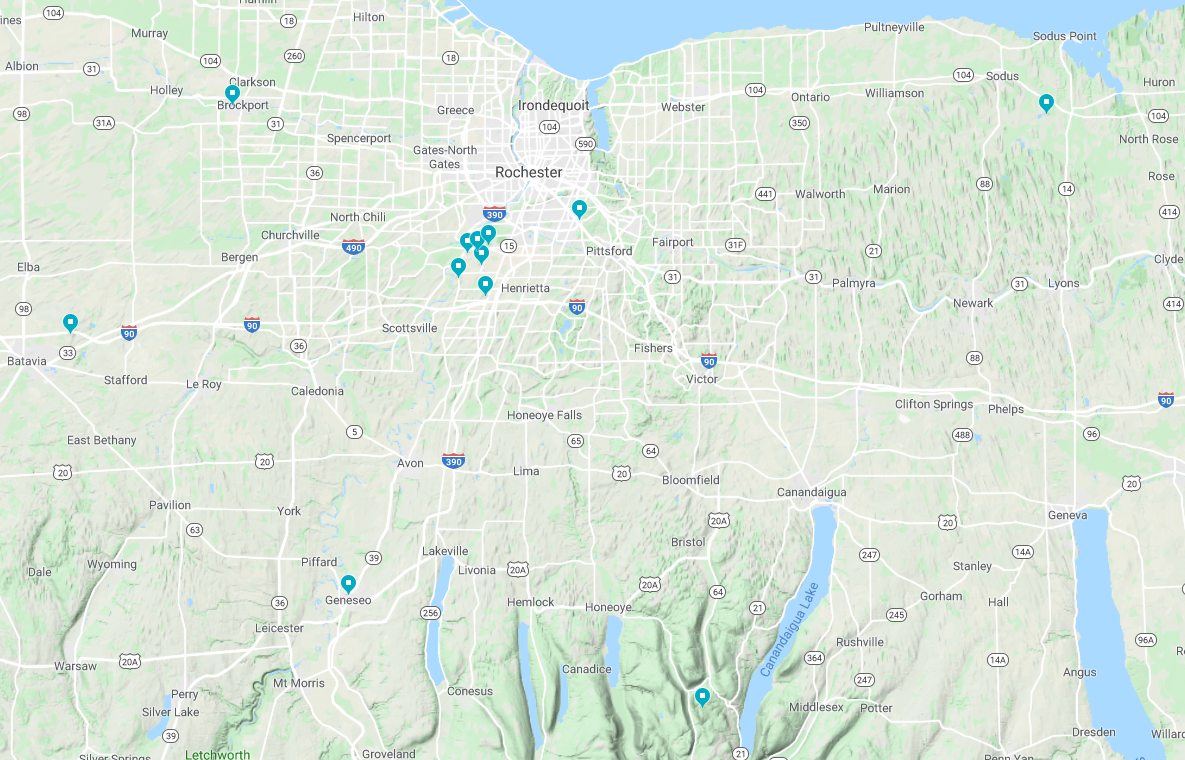 Hamlin
104
Hilton
18
Pultneyville
Murray
Sodus Point
ines
260
18
104
Albion
31
104
Sodus
Clarkson
Huron
Holley
104
Williamson
Ontario
Brockport
Irondequoit
Webster
98
31A
31
Greece
104
350
104
North Rose
Spencerport
590
Gates-North
Gates
36
Rochester
Rose
88
14
Marion
441
Walworth
390
414
North Chili
Churchville
490
15
Fairport
31F
Pittsford
21
Bergen
Clyde
Elba
31
31
Palmyra
31
Lyons
Henrietta
98
90
Newark
414
90
90
Scottsville
33
36
Fishers
88
Batavia
90
Stafford
Le Roy
Victor
Caledonia
90
Clifton Springs
Phelps
Honeoye Falls
5
East Bethany
65
488
96
64
20
20
Avon
390
Lima
20
Bloomfield
20
Canandaigua
Pavilion
York
Geneva
20A
20
63
Bristol
Lakeville
14A
39
247
Wyoming
Piffard
Dale
Livonia
20A
Stanley
20A
64
Geneseo
36
Hemlock
Honeoye
21
Gorham
Hall
256
245
Leicester
Canandaigua Lake
Rushville
96A
20A
364
14A
Warsaw
Canadice
Angus
247
Mt Morris
Perry
Conesus
Silver Lake
Middlesex
Potter
39
Dresden
Willard
Letchworth
Groveland
21
Silver Springs
Penn Yan